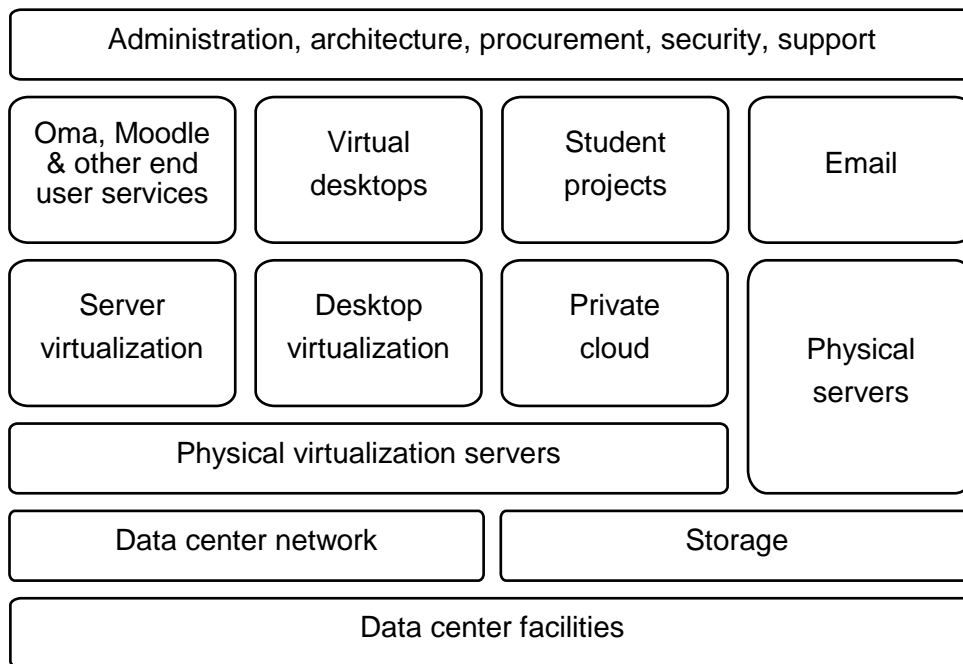 Administration, architecture, procurement, security, support
Oma, Moodle
& other end
user services
Virtual
desktops
Student
projects
Email
Server
virtualization
Desktop
virtualization
Private
cloud
Physical
servers
Physical virtualization servers
Data center network
Storage
Data center facilities